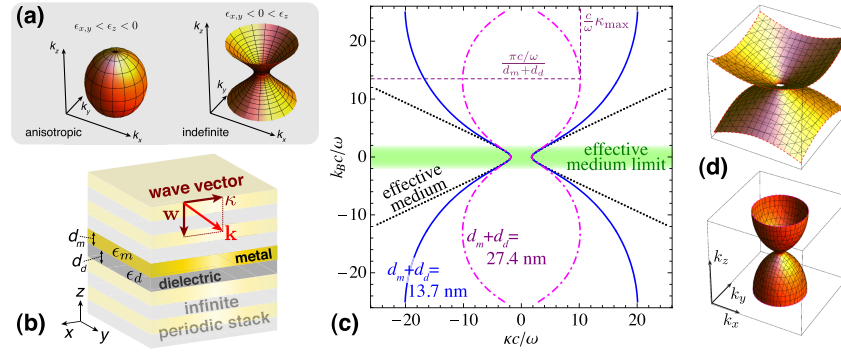 (a)
ϵx,y < ϵz < 0
ϵx,y < 0 < ϵz
kz
ky
kx
anisotropic
kz
ky
kx
indefinite
(b)
wave vector
w
κ
k
dm
ϵm
metal
dd
ϵd
dielectric
infinite
periodic stack
z
x
y
(c)
kBc/ω
20
10
0
−10
−20
−20
−10
0
10
20
κc/ω
πc/ω
dm+dd
c/ω κmax
effective
medium
effective
medium limit
dm+dd=
13.7 nm
dm+dd=
27.4 nm
(d)
kz
ky
kx